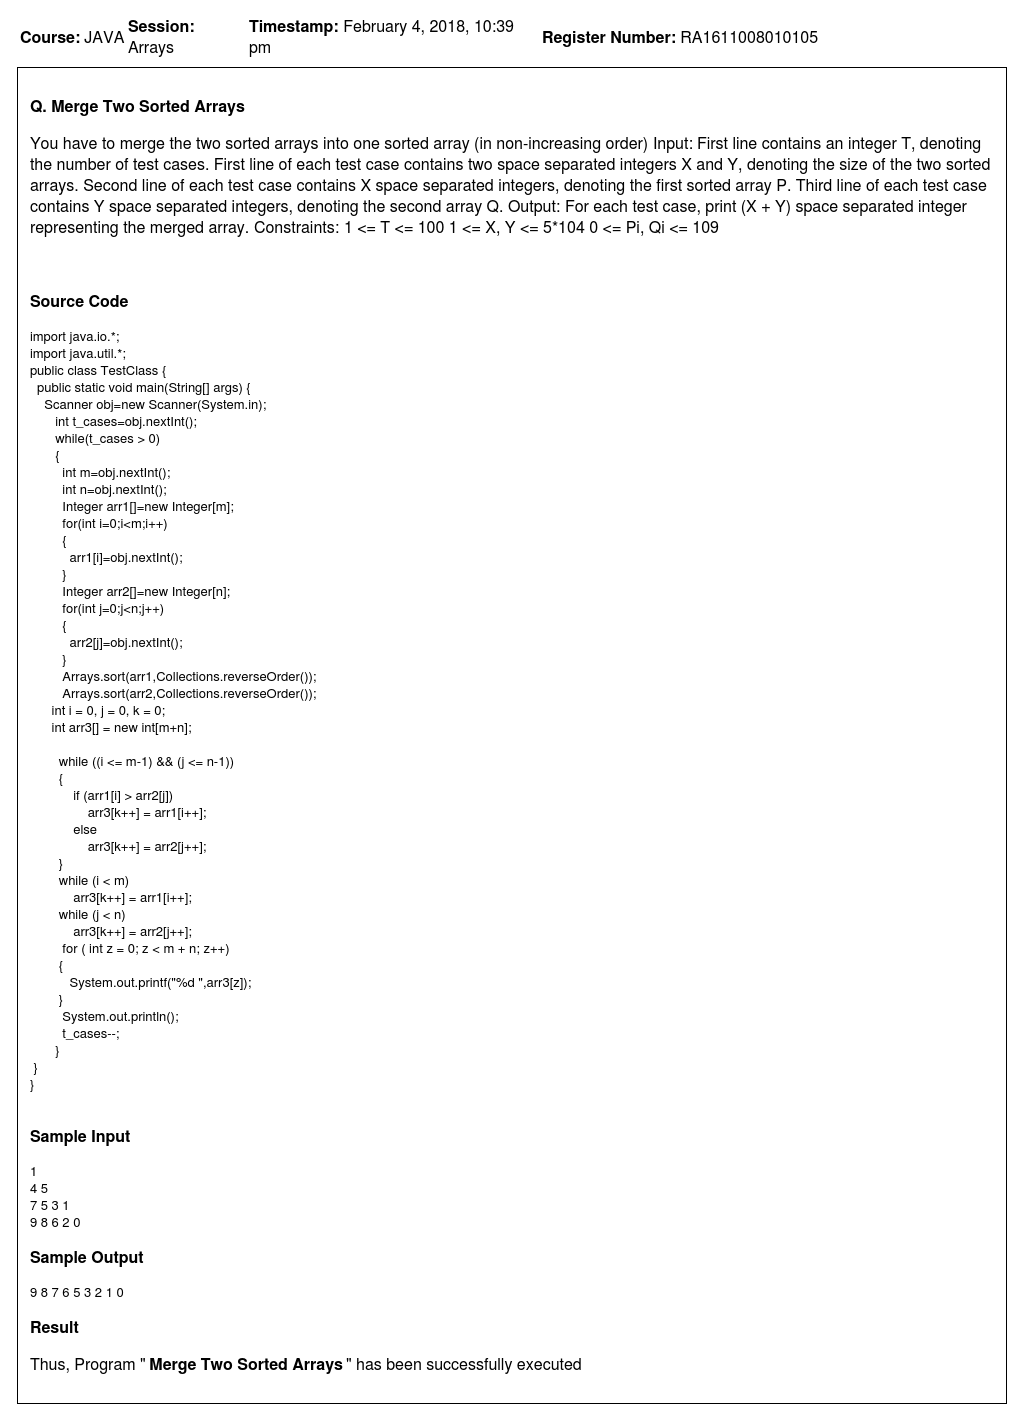 Course: JAVA Session: Arrays Timestamp: February 4, 2018, 10:39 pm Register Number: RA1611008010105
Q. Merge Two Sorted Arrays
You have to merge the two sorted arrays into one sorted array (in non-increasing order) Input: First line contains an integer T, denoting
the number of test cases. First line of each test case contains two space separated integers X and Y, denoting the size of the two sorted
arrays. Second line of each test case contains X space separated integers, denoting the first sorted array P. Third line of each test case
contains Y space separated integers, denoting the second array Q. Output: For each test case, print (X + Y) space separated integer
representing the merged array. Constraints: 1 <= T <= 100 1 <= X, Y <= 5*104 0 <= Pi, Qi <= 109
Source Code
import java.io.*;
import java.util.*;
public class TestClass {
public static void main(String[] args) {
Scanner obj=new Scanner(System.in);
int t_cases=obj.nextInt();
while(t_cases > 0)
{
int m=obj.nextInt();
int n=obj.nextInt();
Integer arr1[]=new Integer[m];
for(int i=0;i<m;i++)
{
arr1[i]=obj.nextInt();
}
Integer arr2[]=new Integer[n];
for(int j=0;j<n;j++)
{
arr2[j]=obj.nextInt();
}
Arrays.sort(arr1,Collections.reverseOrder());
Arrays.sort(arr2,Collections.reverseOrder());
int i = 0, j = 0, k = 0;
int arr3[] = new int[m+n];
while ((i <= m-1) && (j <= n-1))
{
if (arr1[i] > arr2[j])
arr3[k++] = arr1[i++];
else
arr3[k++] = arr2[j++];
}
while (i < m)
arr3[k++] = arr1[i++];
while (j < n)
arr3[k++] = arr2[j++];
for ( int z = 0; z < m + n; z++)
{
System.out.printf("%d ",arr3[z]);
}
System.out.println();
t_cases--;
}
}
}
Sample Input
1
4 5
7 5 3 1
9 8 6 2 0
Sample Output
9 8 7 6 5 3 2 1 0
Result
Thus, Program " Merge Two Sorted Arrays " has been successfully executed